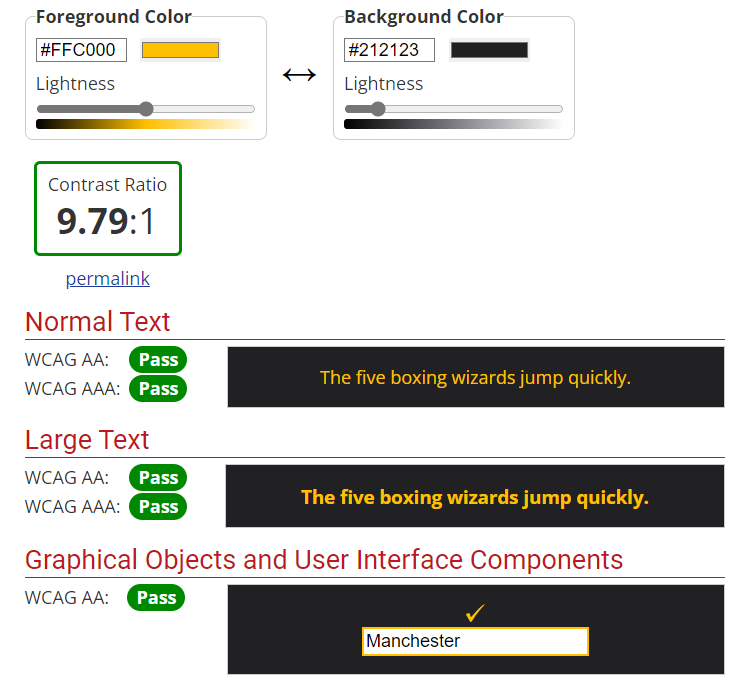 Foreground Color
#FFC000
Lightness
Background Color
#212123
Lightness
Contrast Ratio
9.79:1
permalink
Normal Text
WCAG AA: Pass
WCAG AAA: Pass
The five boxing wizards jump quickly.
Large Text
WCAG AA: Pass
WCAG AAA: Pass
The five boxing wizards jump quickly.
Graphical Objects and User Interface Components
WCAG AA: Pass
Manchester